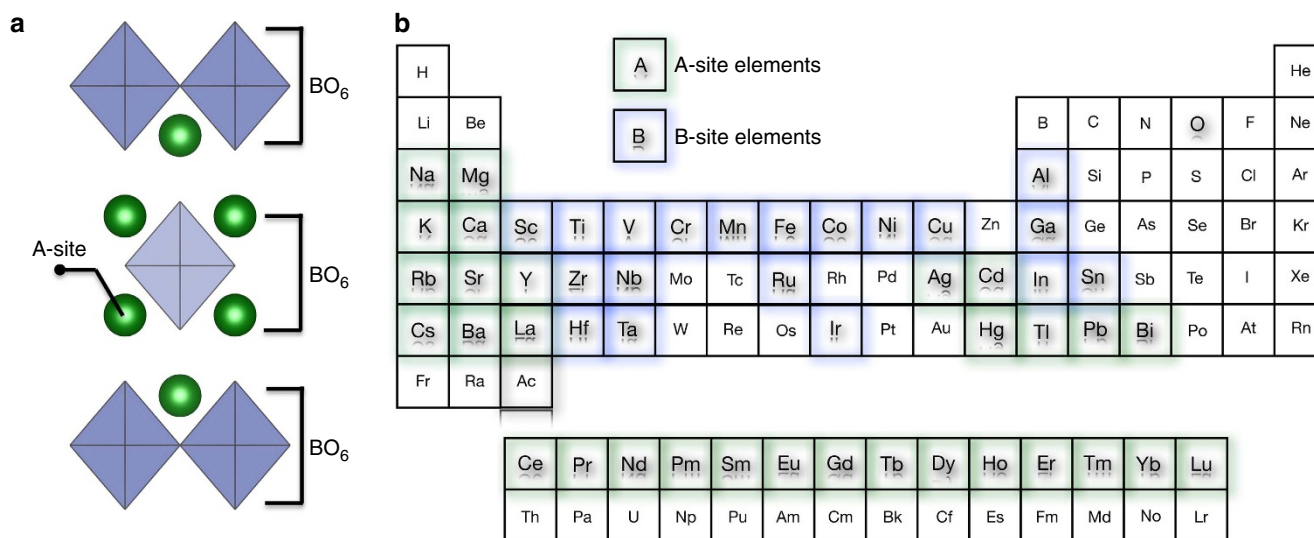 a
BO6
A-site
BO6
BO6
b
A A-site elements
B B-site elements
H He
Li Be B C N O F Ne
Na Mg Al Si P S Cl Ar
K Ca Sc Ti V Cr Mn Fe Co Ni Cu Zn Ga Ge As Se Br Kr
Rb Sr Y Zr Nb Mo Tc Ru Rh Pd Ag Cd In Sn Sb Te I Xe
Cs Ba La Hf Ta W Re Os Ir Pt Au Hg Tl Pb Bi Po At Rn
Fr Ra Ac
Ce Pr Nd Pm Sm Eu Gd Tb Dy Ho Er Tm Yb Lu
Th Pa U Np Pu Am Cm Bk Cf Es Fm Md No Lr